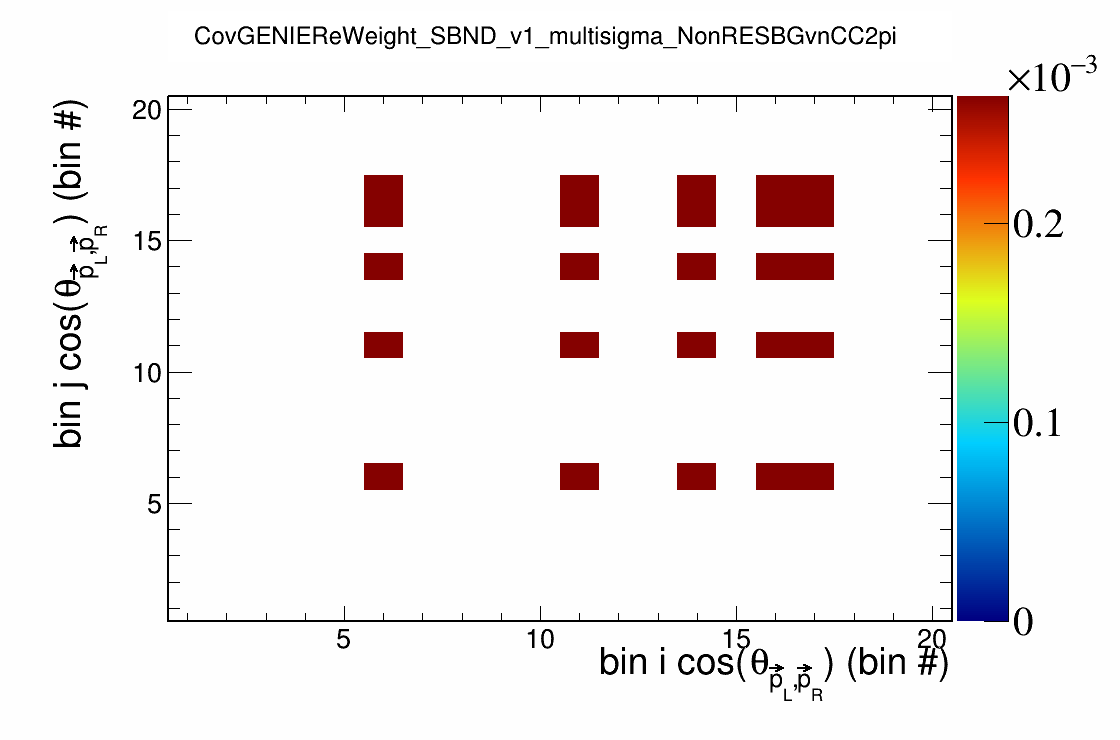 CovGENIEReWeight_SBND_v1_multisigma_NonRESBGvnCC2pi
×10⁻³
20
15
10
5
bin j cos(θ_{p⃗_L,p⃗_R}) (bin #)
0.2
0.1
0
5 10 15 20
bin i cos(θ_{p⃗_L,p⃗_R}) (bin #)